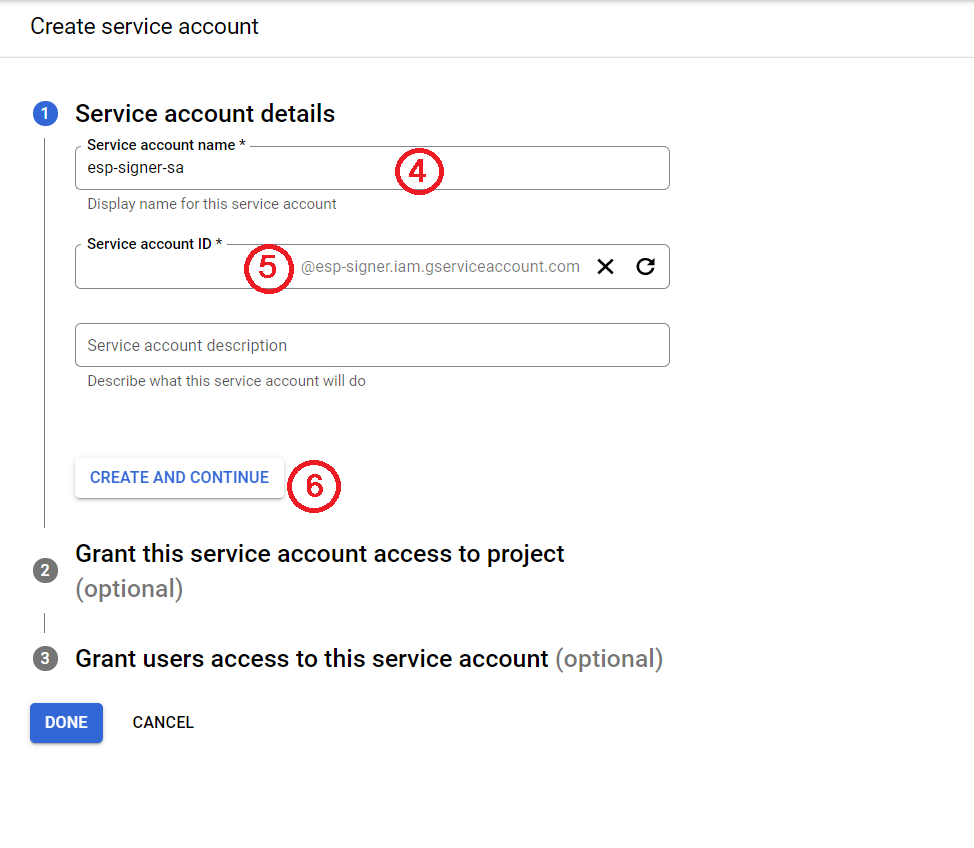 Create service account
1 Service account details
Service account name *
esp-signer-sa 4
Display name for this service account
Service account ID *
5 @esp-signer.iam.gserviceaccount.com
Service account description
Describe what this service account will do
CREATE AND CONTINUE 6
2 Grant this service account access to project
(optional)
3 Grant users access to this service account (optional)
DONE CANCEL